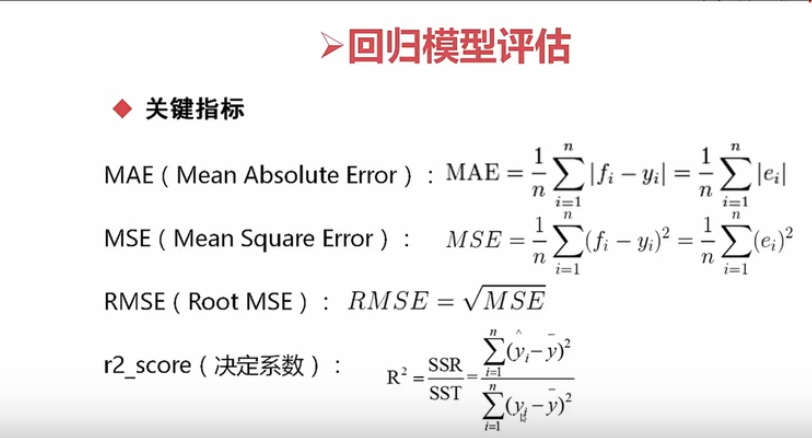 ➢回归模型评估
◆ 关键指标
MAE（Mean Absolute Error）：MAE = \frac{1}{n}\sum_{i=1}^{n}|f_i - y_i| = \frac{1}{n}\sum_{i=1}^{n}|e_i|
MSE（Mean Square Error）： MSE = \frac{1}{n}\sum_{i=1}^{n}(f_i - y_i)^2 = \frac{1}{n}\sum_{i=1}^{n}(e_i)^2
RMSE（Root MSE）： RMSE = \sqrt{MSE}
r2_score（决定系数）： R^2 = \frac{SSR}{SST} = \frac{\sum_{i=1}^{n}(\hat{y}_i - \bar{y})^2}{\sum_{i=1}^{n}(y_i - \bar{y})^2}